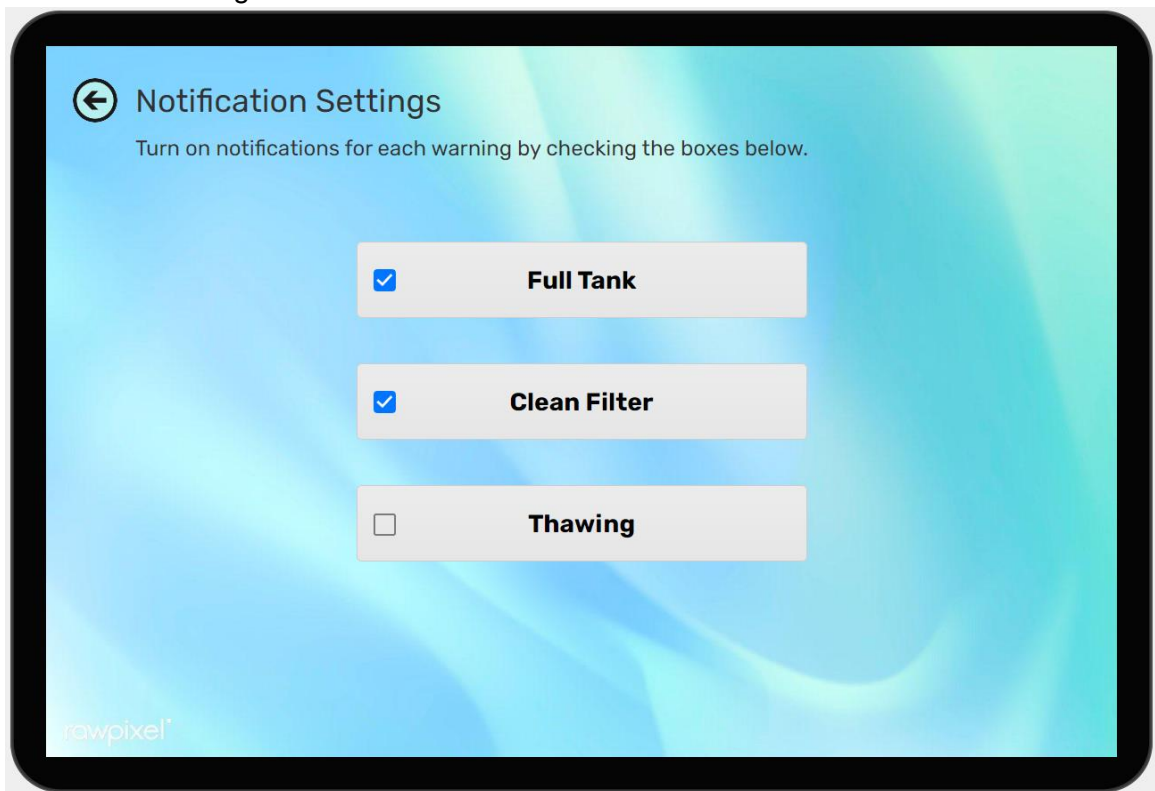 Notification Settings
Turn on notifications for each warning by checking the boxes below.
Full Tank
Clean Filter
Thawing
rawpixel